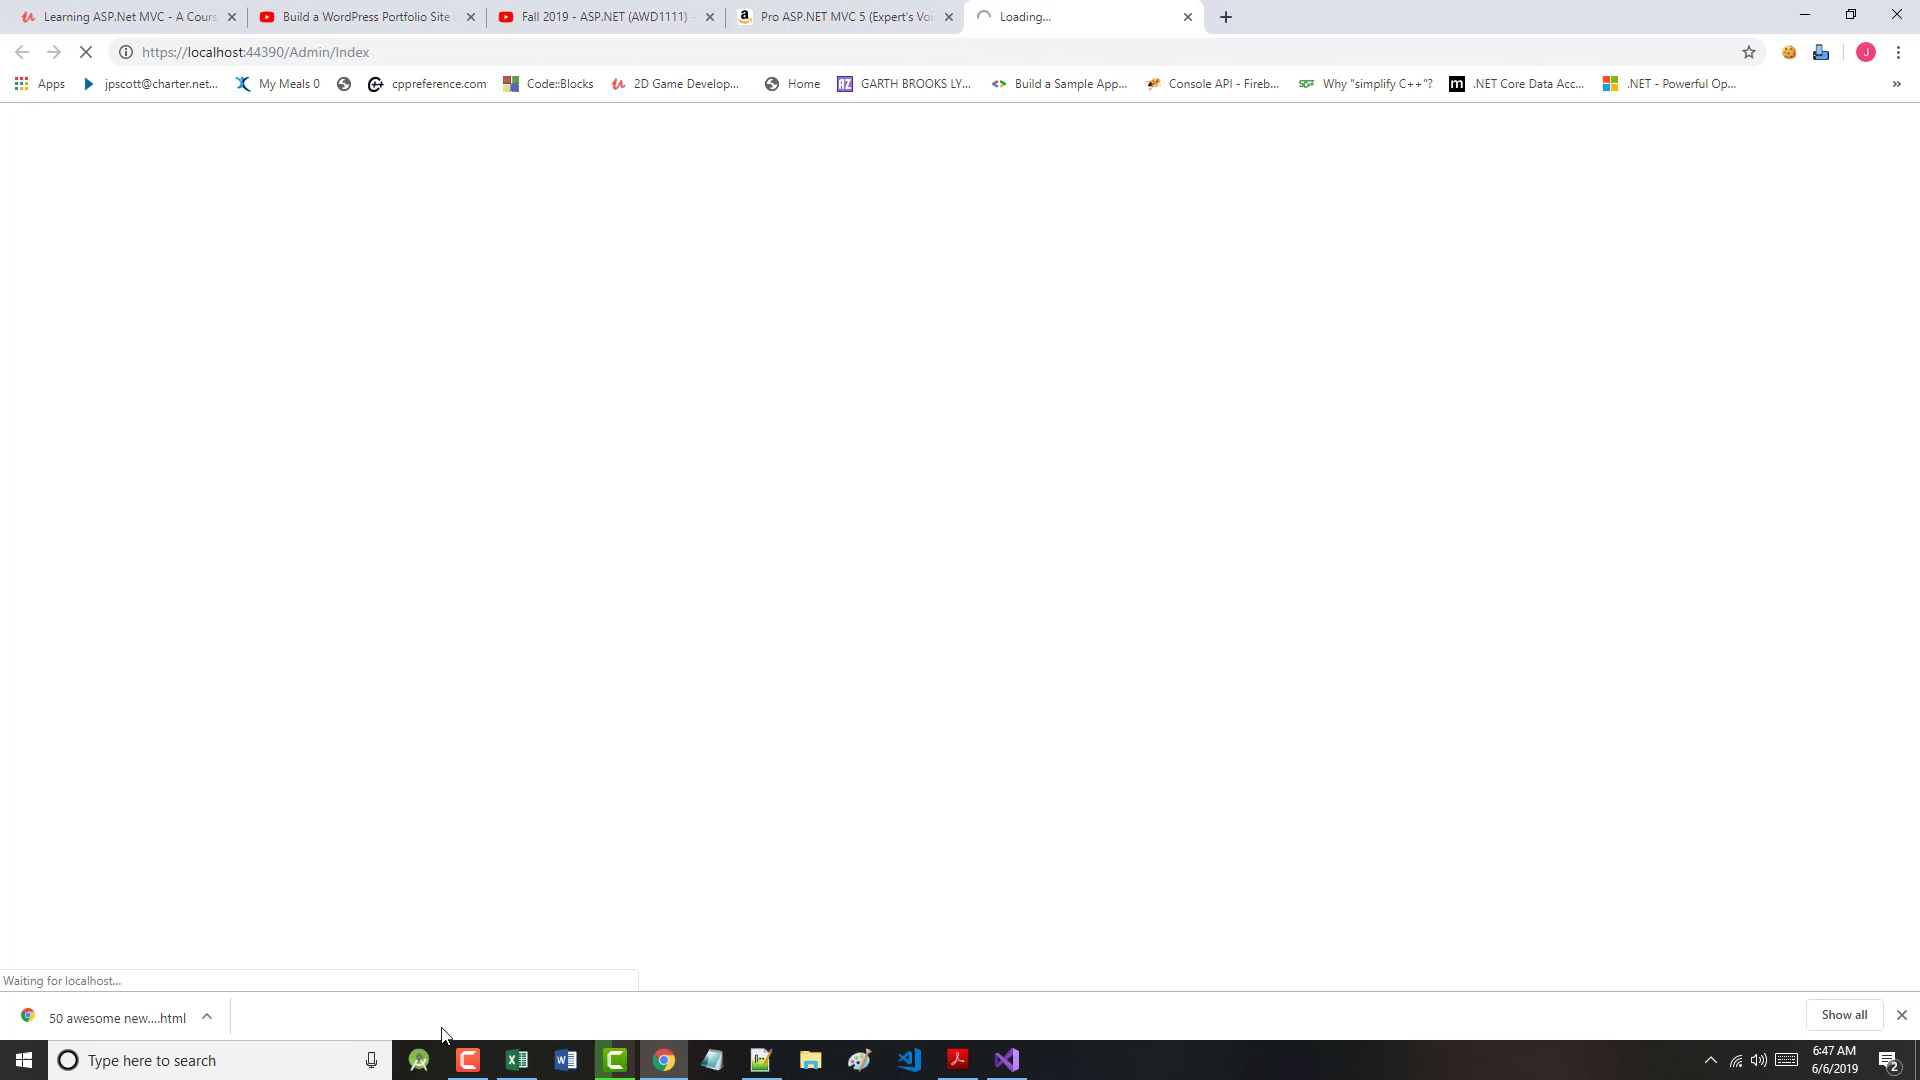 Learning ASP.Net MVC - A Cours
Build a WordPress Portfolio Site i
Fall 2019 - ASP.NET (AWD1111) -
Pro ASP.NET MVC 5 (Expert's Voi
Loading...
https://localhost:44390/Admin/Index
J
Apps
jpscott@charter.net...
My Meals 0
cppreference.com
Code::Blocks
2D Game Develop...
Home
AZ
GARTH BROOKS LY...
Build a Sample App...
Console API - Fireb...
Why "simplify C++"?
m
.NET Core Data Acc...
.NET - Powerful Op...
»
Waiting for localhost...
50 awesome new....html
Show all
Type here to search
6:47 AM
6/6/2019
2